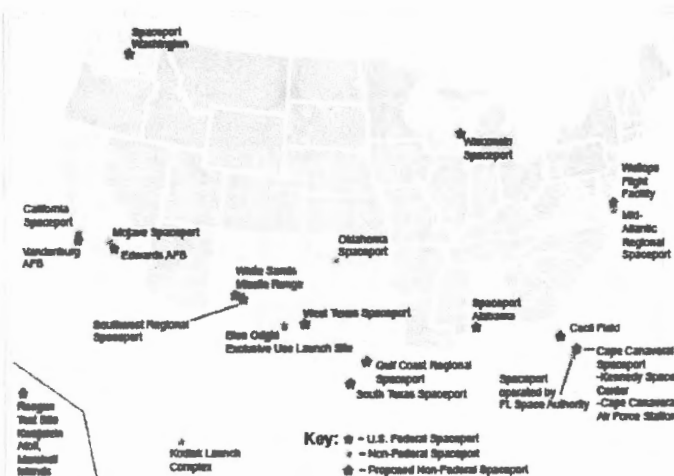 Spaceport
Washington
Wisconsin
Spaceport
Wallops
Flight
Facility
Mid-
Atlantic
Regional
Spaceport
California
Spaceport
Vandenburg
AFB
Mojave Spaceport
Edwards AFB
Oklahoma
Spaceport
White Sands
Missile Range
Southwest Regional
Spaceport
West Texas Spaceport
Blue Origin
Exclusive Use Launch Site
Spaceport
Alabama
Cecil Field
Gulf Coast Regional
Spaceport
South Texas Spaceport
Spaceport
operated by
FL Space Authority
Cape Canaveral
Spaceport
-Kennedy Space
Center
-Cape Canaveral
Air Force Station
Reagan
Test Site
Kwajalein
Atoll,
Marshall
Islands
Kodiak Launch
Complex
Key:
- U.S. Federal Spaceport
- Non-Federal Spaceport
- Proposed Non-Federal Spaceport